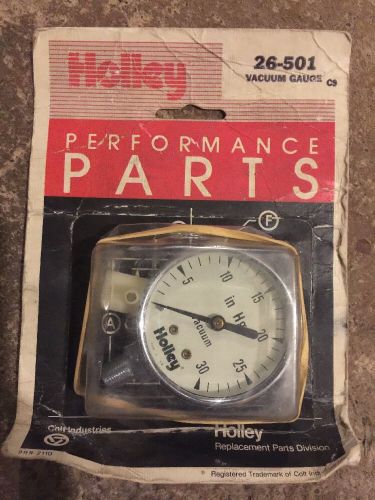 Holley
26-501
VACUUM GAUGE C9
PERFORMANCE
PARTS
F
A
5
10
15
20
25
30
in Hg
Vacuum
Holley
Colt Industries
Holley
Replacement Parts Division
Registered Trademark of Colt Ind